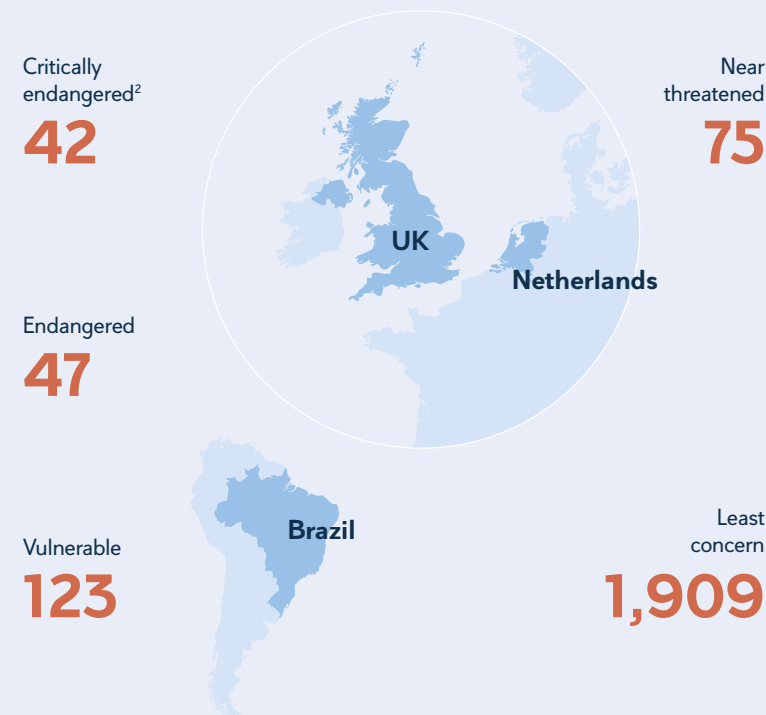 Critically
endangered²
42
Near
threatened
75
UK
Netherlands
Endangered
47
Brazil
Vulnerable
123
Least
concern
1,909